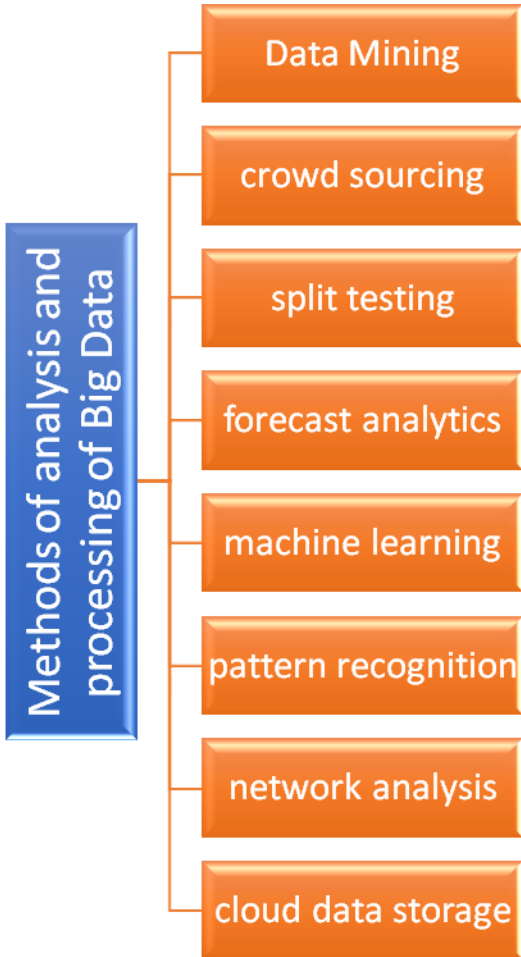 Methods of analysis and
processing of Big Data
Data Mining
crowd sourcing
split testing
forecast analytics
machine learning
pattern recognition
network analysis
cloud data storage